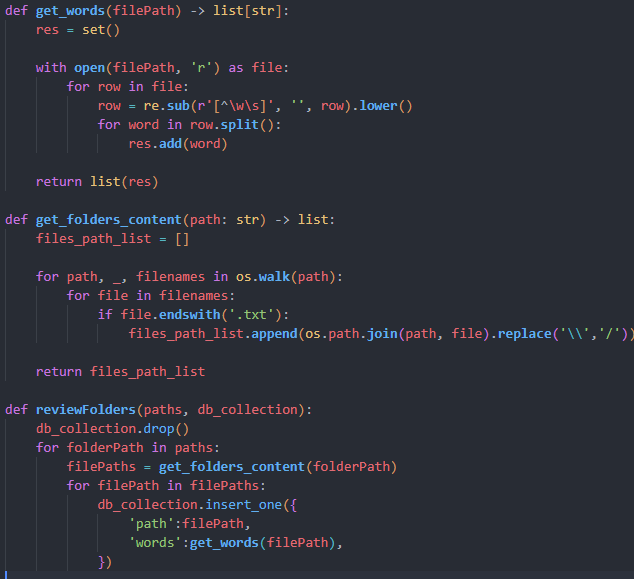 def get_words(filePath) -> list[str]:
    res = set()

    with open(filePath, 'r') as file:
        for row in file:
            row = re.sub(r'[^\w\s]', '', row).lower()
            for word in row.split():
                res.add(word)

    return list(res)

def get_folders_content(path: str) -> list:
    files_path_list = []

    for path, _, filenames in os.walk(path):
        for file in filenames:
            if file.endswith('.txt'):
                files_path_list.append(os.path.join(path, file).replace('\\','/'))

    return files_path_list

def reviewFolders(paths, db_collection):
    db_collection.drop()
    for folderPath in paths:
        filePaths = get_folders_content(folderPath)
        for filePath in filePaths:
            db_collection.insert_one({
                'path':filePath,
                'words':get_words(filePath),
            })